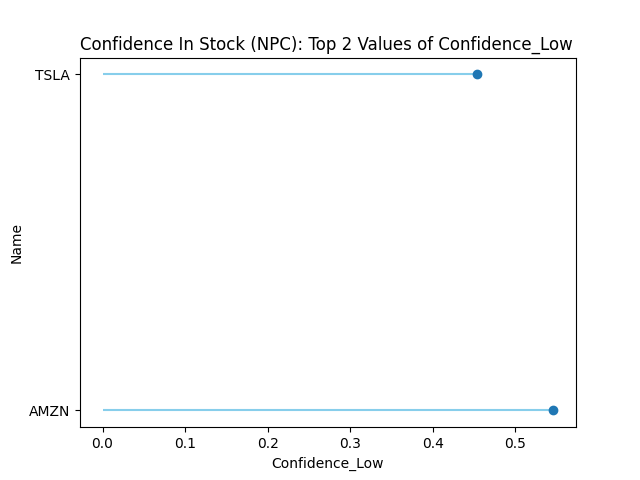 Confidence In Stock (NPC): Top 2 Values of Confidence_Low
TSLA
Name
AMZN
0.0 0.1 0.2 0.3 0.4 0.5
Confidence_Low